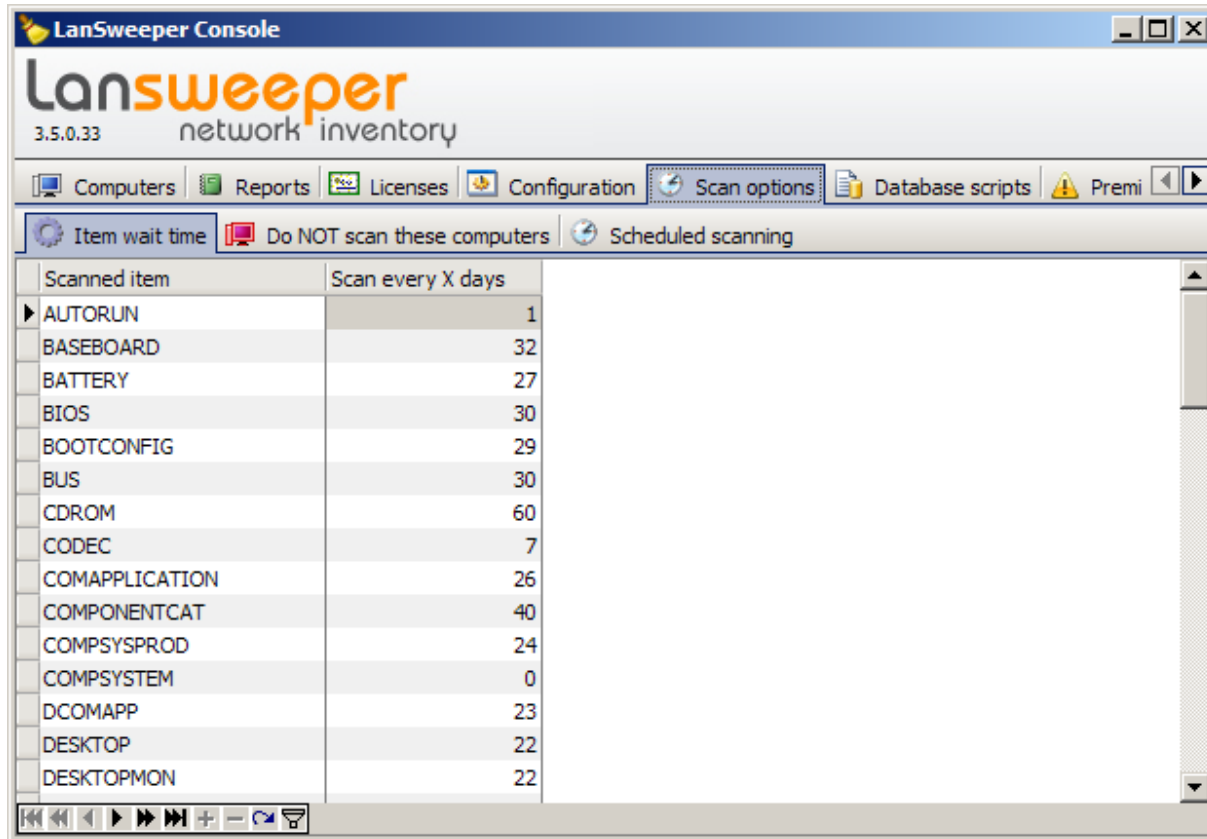 LanSweeper Console
Lansweeper
3.5.0.33 network inventory
Computers Reports Licenses Configuration Scan options Database scripts Premi
Item wait time Do NOT scan these computers Scheduled scanning
Scanned item Scan every X days
AUTORUN 1
BASEBOARD 32
BATTERY 27
BIOS 30
BOOTCONFIG 29
BUS 30
CDROM 60
CODEC 7
COMAPPLICATION 26
COMPONENTCAT 40
COMPSYSPROD 24
COMPSYSTEM 0
DCOMAPP 23
DESKTOP 22
DESKTOPMON 22